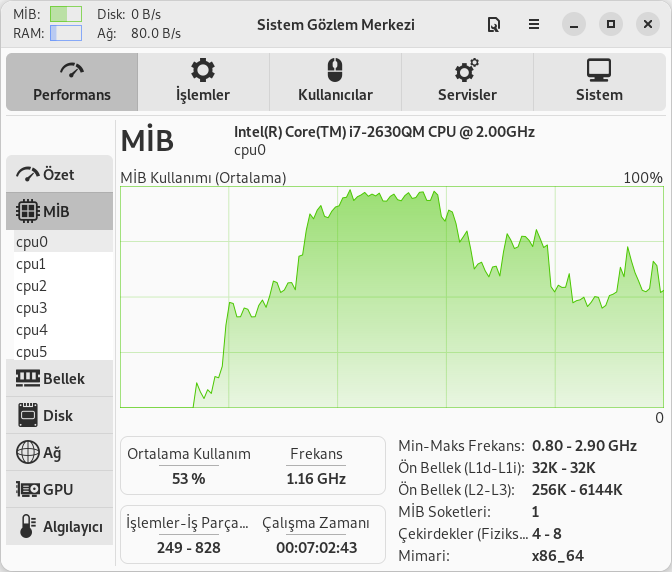 MİB: Disk: 0 B/s
RAM: Ağ: 80.0 B/s
Sistem Gözlem Merkezi
Performans İşlemler Kullanıcılar Servisler Sistem
Özet
MİB
cpu0
cpu1
cpu2
cpu3
cpu4
cpu5
Bellek
Disk
Ağ
GPU
Algılayıcı
MİB
Intel(R) Core(TM) i7-2630QM CPU @ 2.00GHz
cpu0
MİB Kullanımı (Ortalama) 100%
0
Ortalama Kullanım Frekans
53 % 1.16 GHz
İşlemler-İş Parça... Çalışma Zamanı
249 - 828 00:07:02:43
Min-Maks Frekans: 0.80 - 2.90 GHz
Ön Bellek (L1d-L1i): 32K - 32K
Ön Bellek (L2-L3): 256K - 6144K
MİB Soketleri: 1
Çekirdekler (Fiziks... 4 - 8
Mimari: x86_64